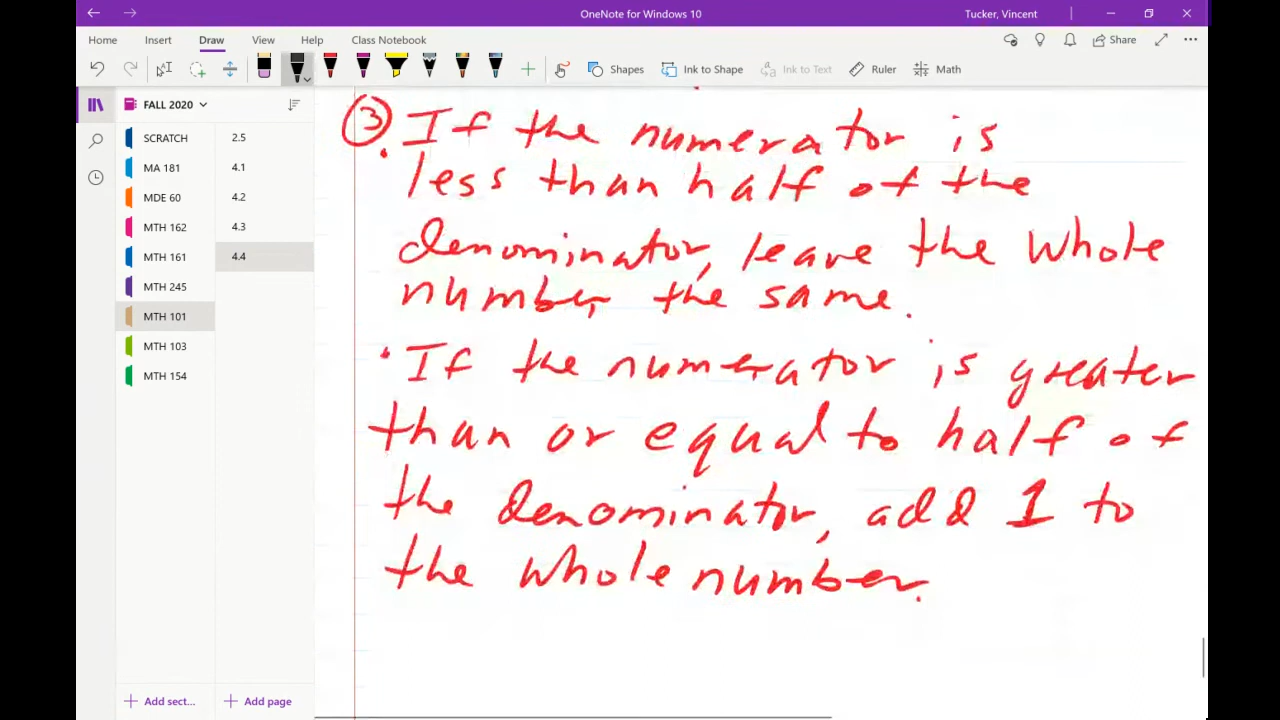 OneNote for Windows 10
Tucker, Vincent
Home Insert Draw View Help Class Notebook
Share
Shapes Ink to Shape Ink to Text Ruler Math
FALL 2020
SCRATCH
MA 181
MDE 60
MTH 162
MTH 161
MTH 245
MTH 101
MTH 103
MTH 154
2.5
4.1
4.2
4.3
4.4
3 If the numerator is
less than half of the
denominator, leave the whole
number the same.
• If the numerator is greater
than or equal to half of
the denominator, add 1 to
the whole number.
+ Add sect...
+ Add page